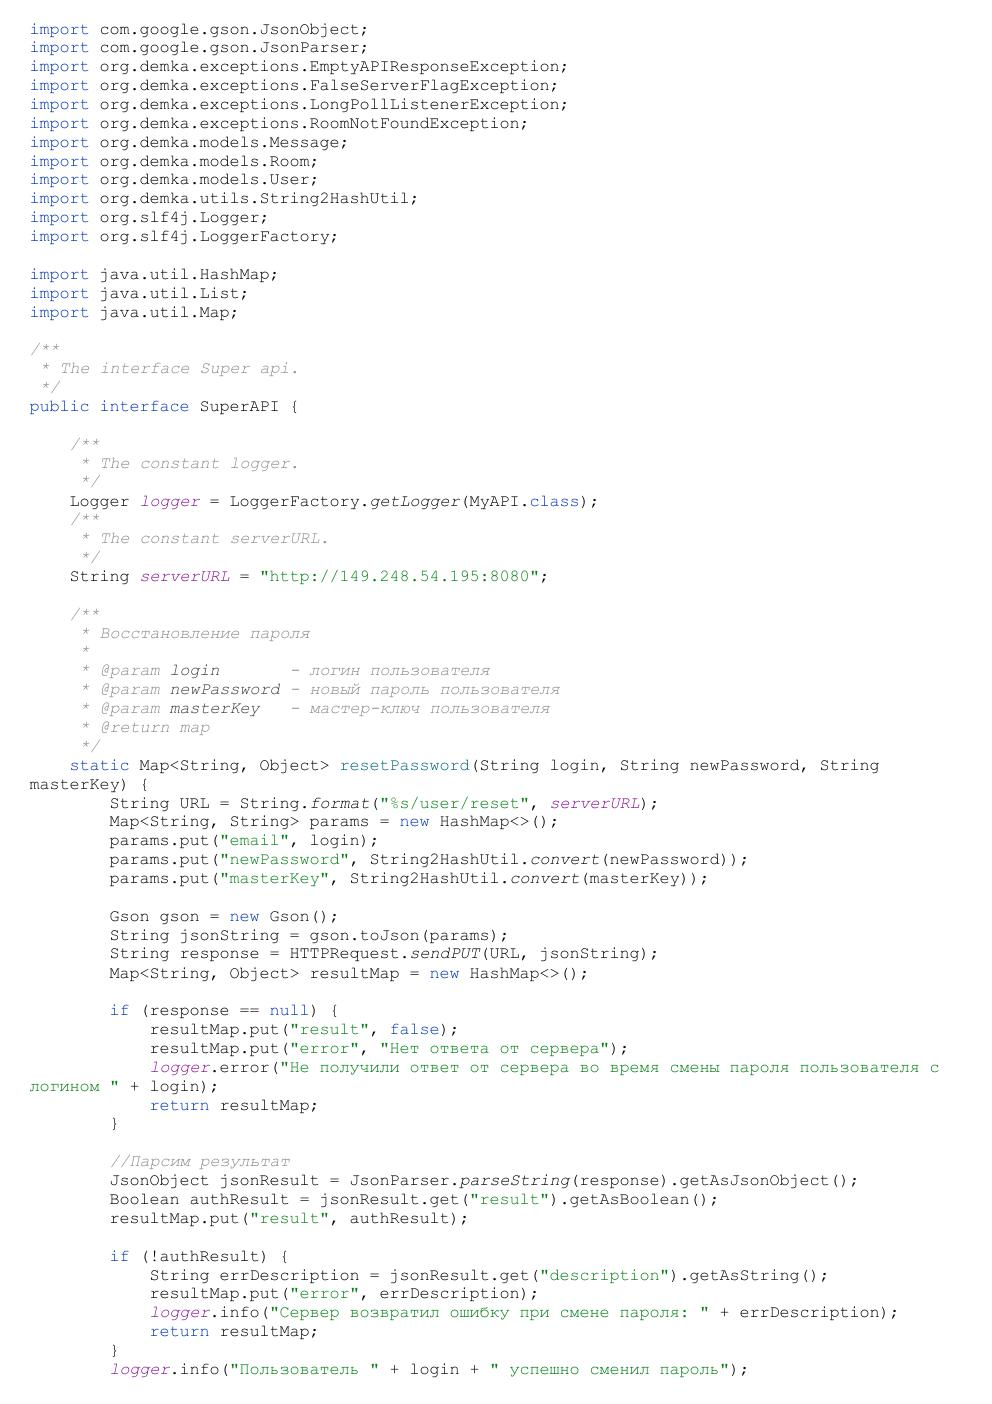 import com.google.gson.JsonObject;
import com.google.gson.JsonParser;
import org.demka.exceptions.EmptyAPIResponseException;
import org.demka.exceptions.FalseServerFlagException;
import org.demka.exceptions.LongPollListenerException;
import org.demka.exceptions.RoomNotFoundException;
import org.demka.models.Message;
import org.demka.models.Room;
import org.demka.models.User;
import org.demka.utils.String2HashUtil;
import org.slf4j.Logger;
import org.slf4j.LoggerFactory;

import java.util.HashMap;
import java.util.List;
import java.util.Map;

/**
 * The interface Super api.
 */
public interface SuperAPI {

    /**
     * The constant logger.
     */
    Logger logger = LoggerFactory.getLogger(MyAPI.class);
    /**
     * The constant serverURL.
     */
    String serverURL = "http://149.248.54.195:8080";

    /**
     * Восстановление пароля
     *
     * @param login       - логин пользователя
     * @param newPassword - новый пароль пользователя
     * @param masterKey   - мастер-ключ пользователя
     * @return map
     */
    static Map<String, Object> resetPassword(String login, String newPassword, String
masterKey) {
        String URL = String.format("%s/user/reset", serverURL);
        Map<String, String> params = new HashMap<>();
        params.put("email", login);
        params.put("newPassword", String2HashUtil.convert(newPassword));
        params.put("masterKey", String2HashUtil.convert(masterKey));

        Gson gson = new Gson();
        String jsonString = gson.toJson(params);
        String response = HTTPRequest.sendPUT(URL, jsonString);
        Map<String, Object> resultMap = new HashMap<>();

        if (response == null) {
            resultMap.put("result", false);
            resultMap.put("error", "Нет ответа от сервера");
            logger.error("Не получили ответ от сервера во время смены пароля пользователя с
логином " + login);
            return resultMap;
        }

        //Парсим результат
        JsonObject jsonResult = JsonParser.parseString(response).getAsJsonObject();
        Boolean authResult = jsonResult.get("result").getAsBoolean();
        resultMap.put("result", authResult);

        if (!authResult) {
            String errDescription = jsonResult.get("description").getAsString();
            resultMap.put("error", errDescription);
            logger.info("Сервер возвратил ошибку при смене пароля: " + errDescription);
            return resultMap;
        }
        logger.info("Пользователь " + login + " успешно сменил пароль");